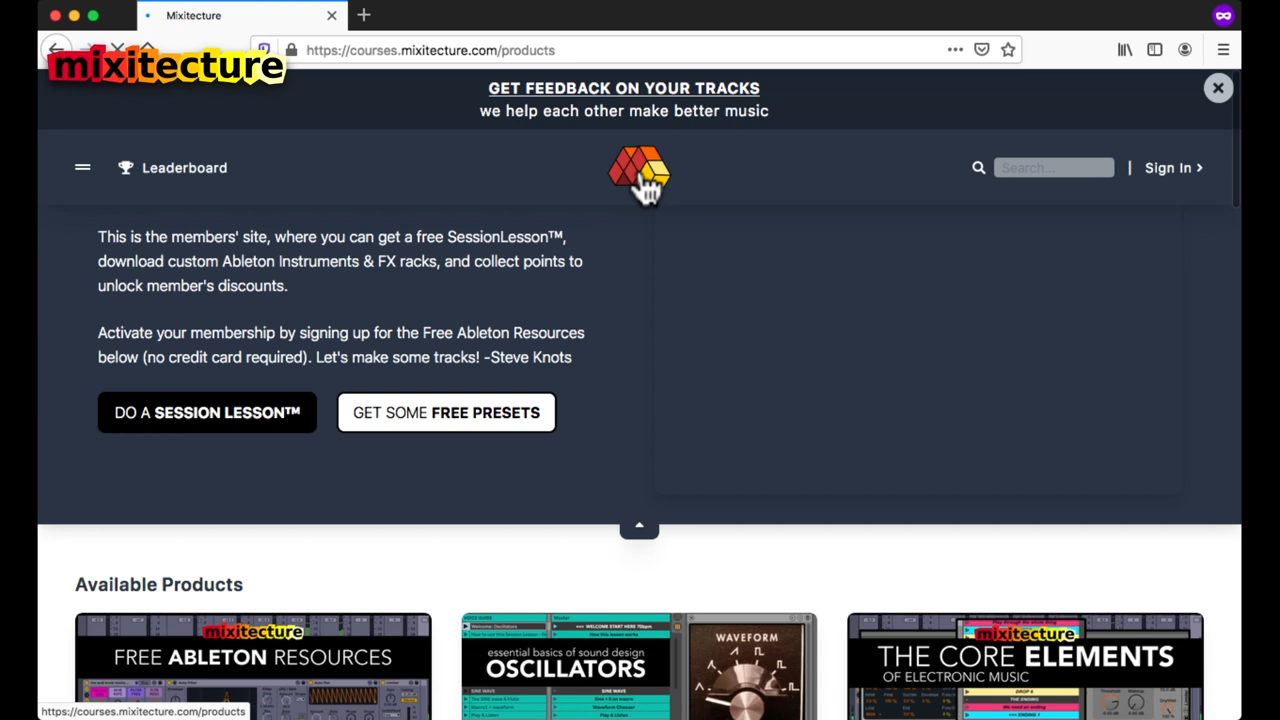 Mixitecture
https://courses.mixitecture.com/products
mixitecture
GET FEEDBACK ON YOUR TRACKS
we help each other make better music
Leaderboard
Search...
|
Sign In
This is the members' site, where you can get a free SessionLesson™,
download custom Ableton Instruments & FX racks, and collect points to
unlock member's discounts.
Activate your membership by signing up for the Free Ableton Resources
below (no credit card required). Let's make some tracks! -Steve Knots
DO A SESSION LESSON™
GET SOME FREE PRESETS
Available Products
mixitecture
FREE ABLETON RESOURCES
essential basics of sound design
OSCILLATORS
WAVEFORM
mixitecture
THE CORE ELEMENTS
OF ELECTRONIC MUSIC
https://courses.mixitecture.com/products